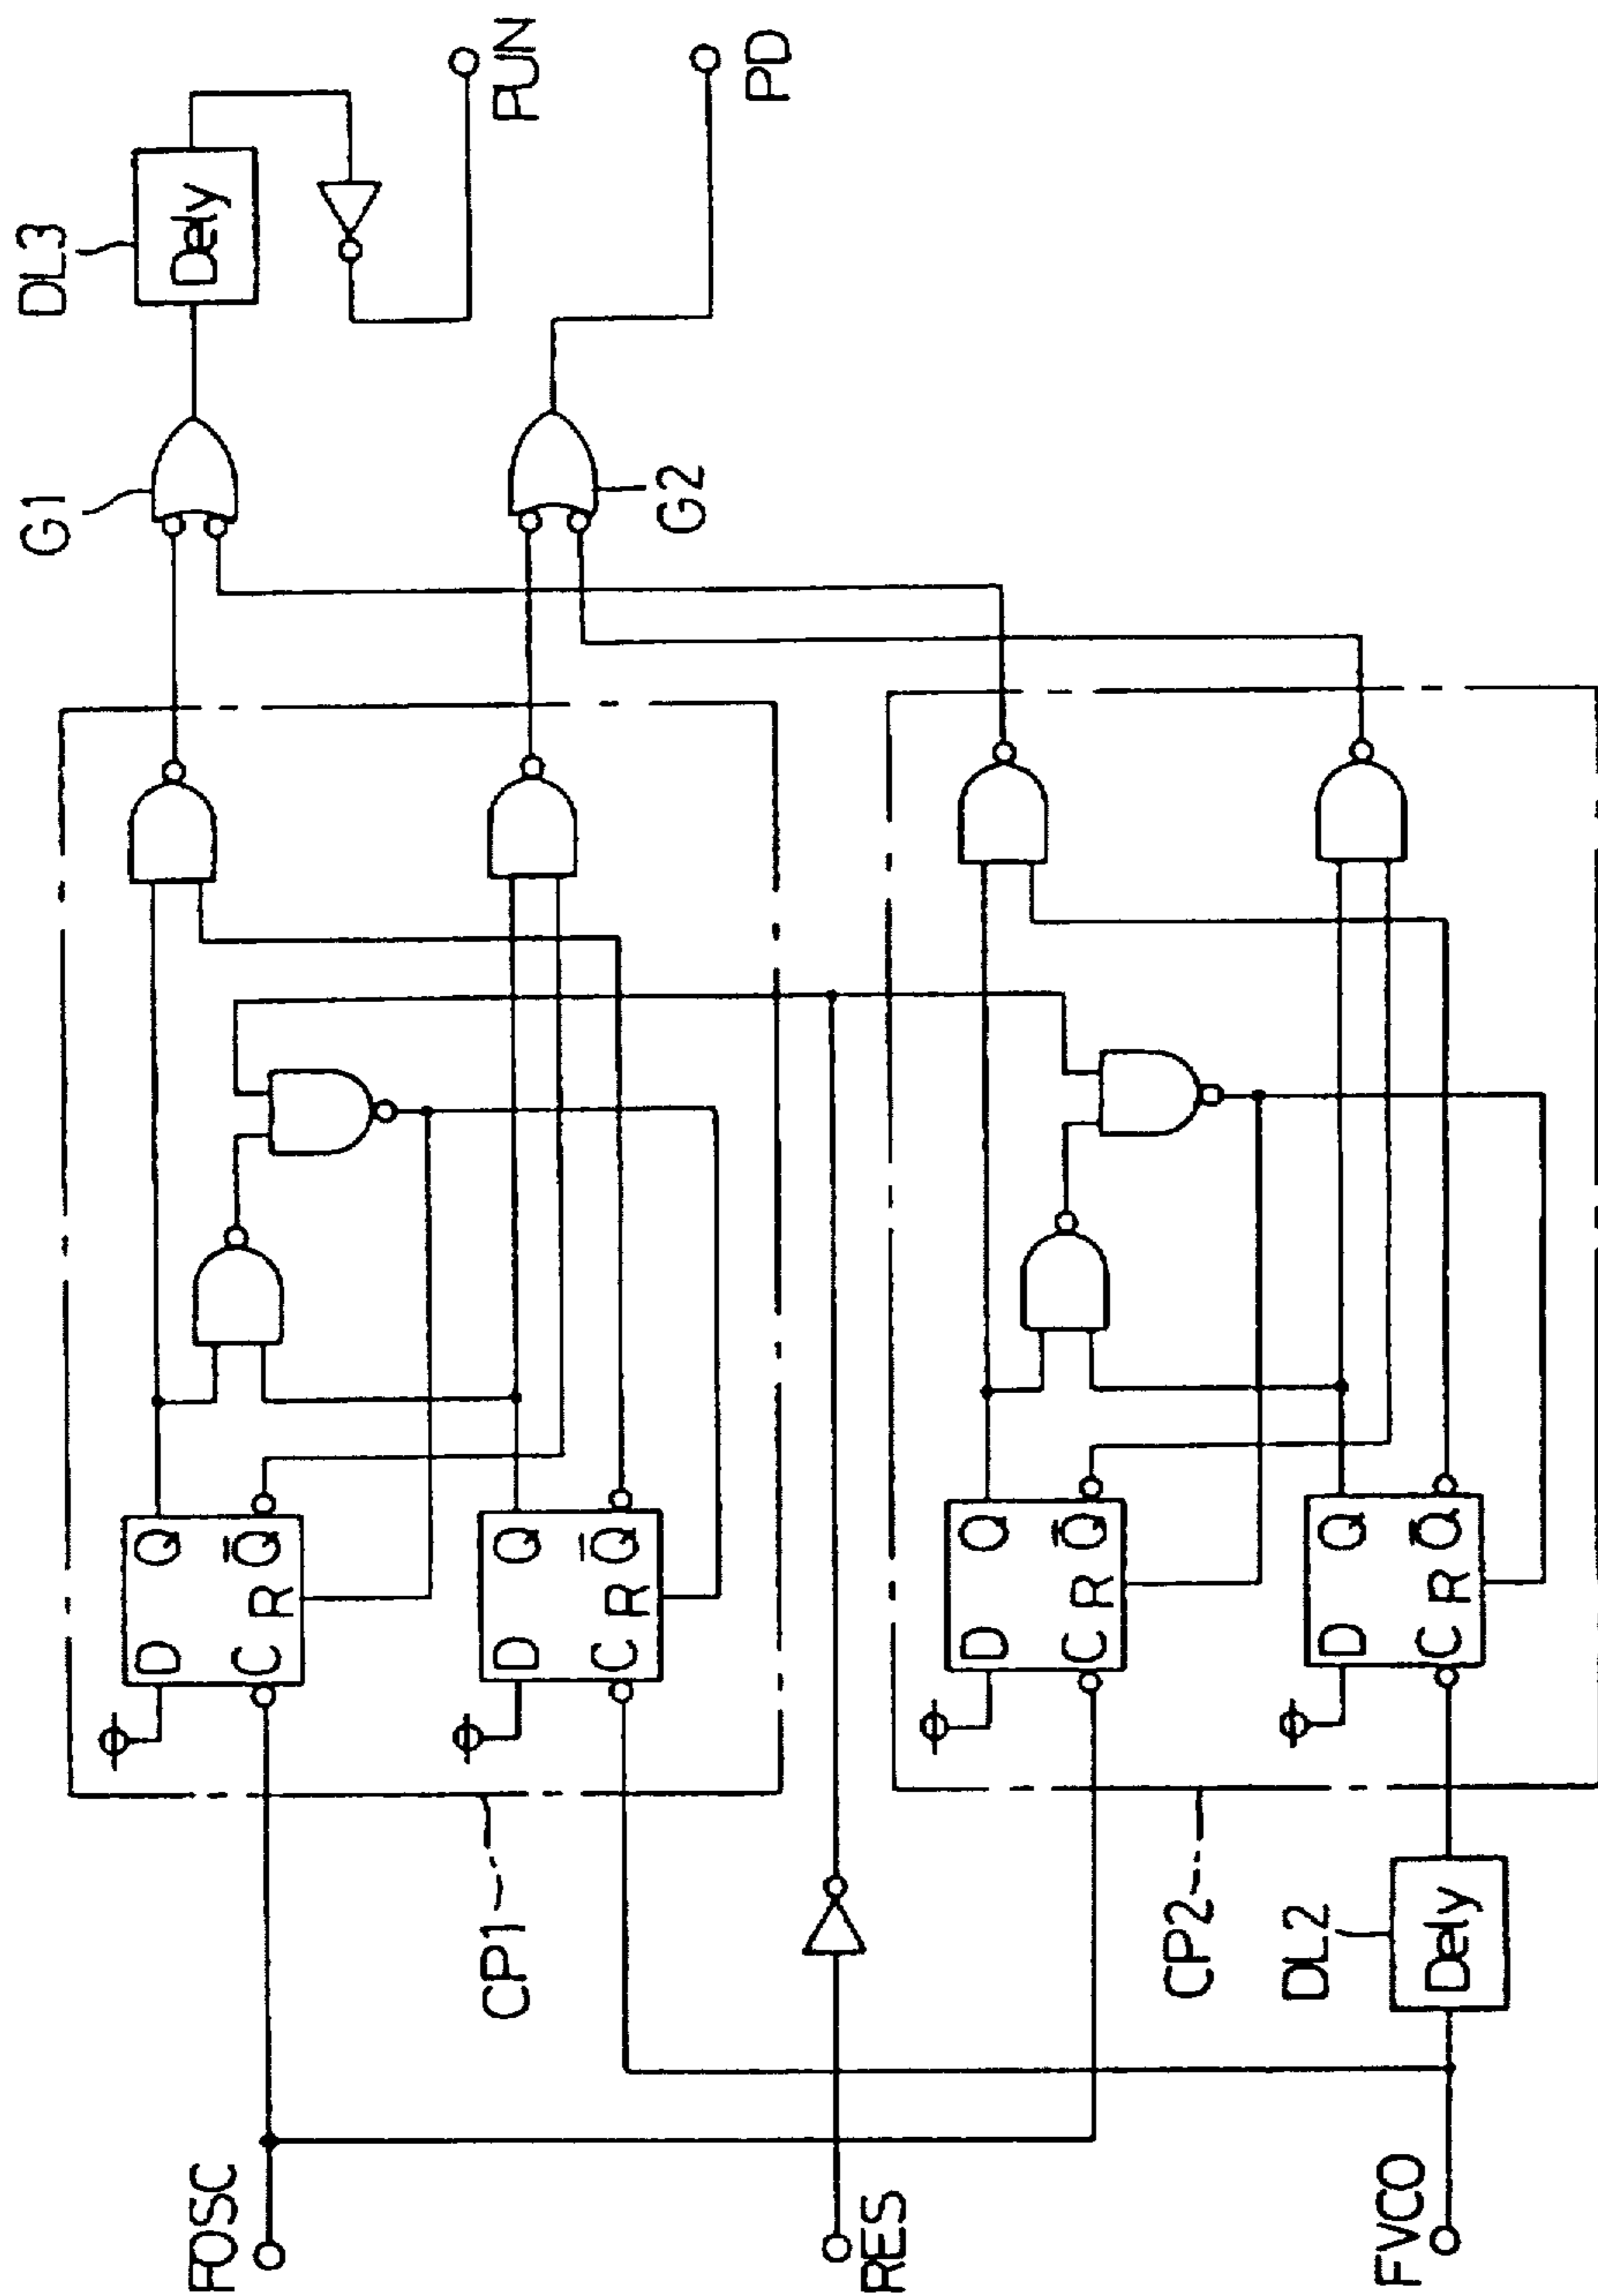 DL3
Dely
PUN
G1
G2
PD
D Q
C R Q̅
D Q
C R Q̅
CP1
FOSC
RES
D Q
C R Q̅
D Q
C R Q̅
CP2
DL2
Dely
FVCO